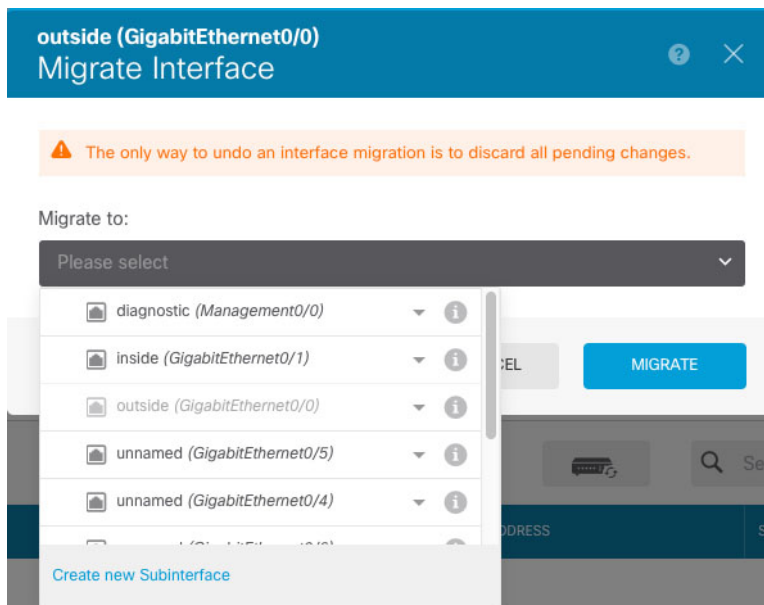 outside (GigabitEthernet0/0)
Migrate Interface
The only way to undo an interface migration is to discard all pending changes.
Migrate to:
Please select
diagnostic (Management0/0)
inside (GigabitEthernet0/1)
CEL
MIGRATE
outside (GigabitEthernet0/0)
unnamed (GigabitEthernet0/5)
unnamed (GigabitEthernet0/4)
Create new Subinterface